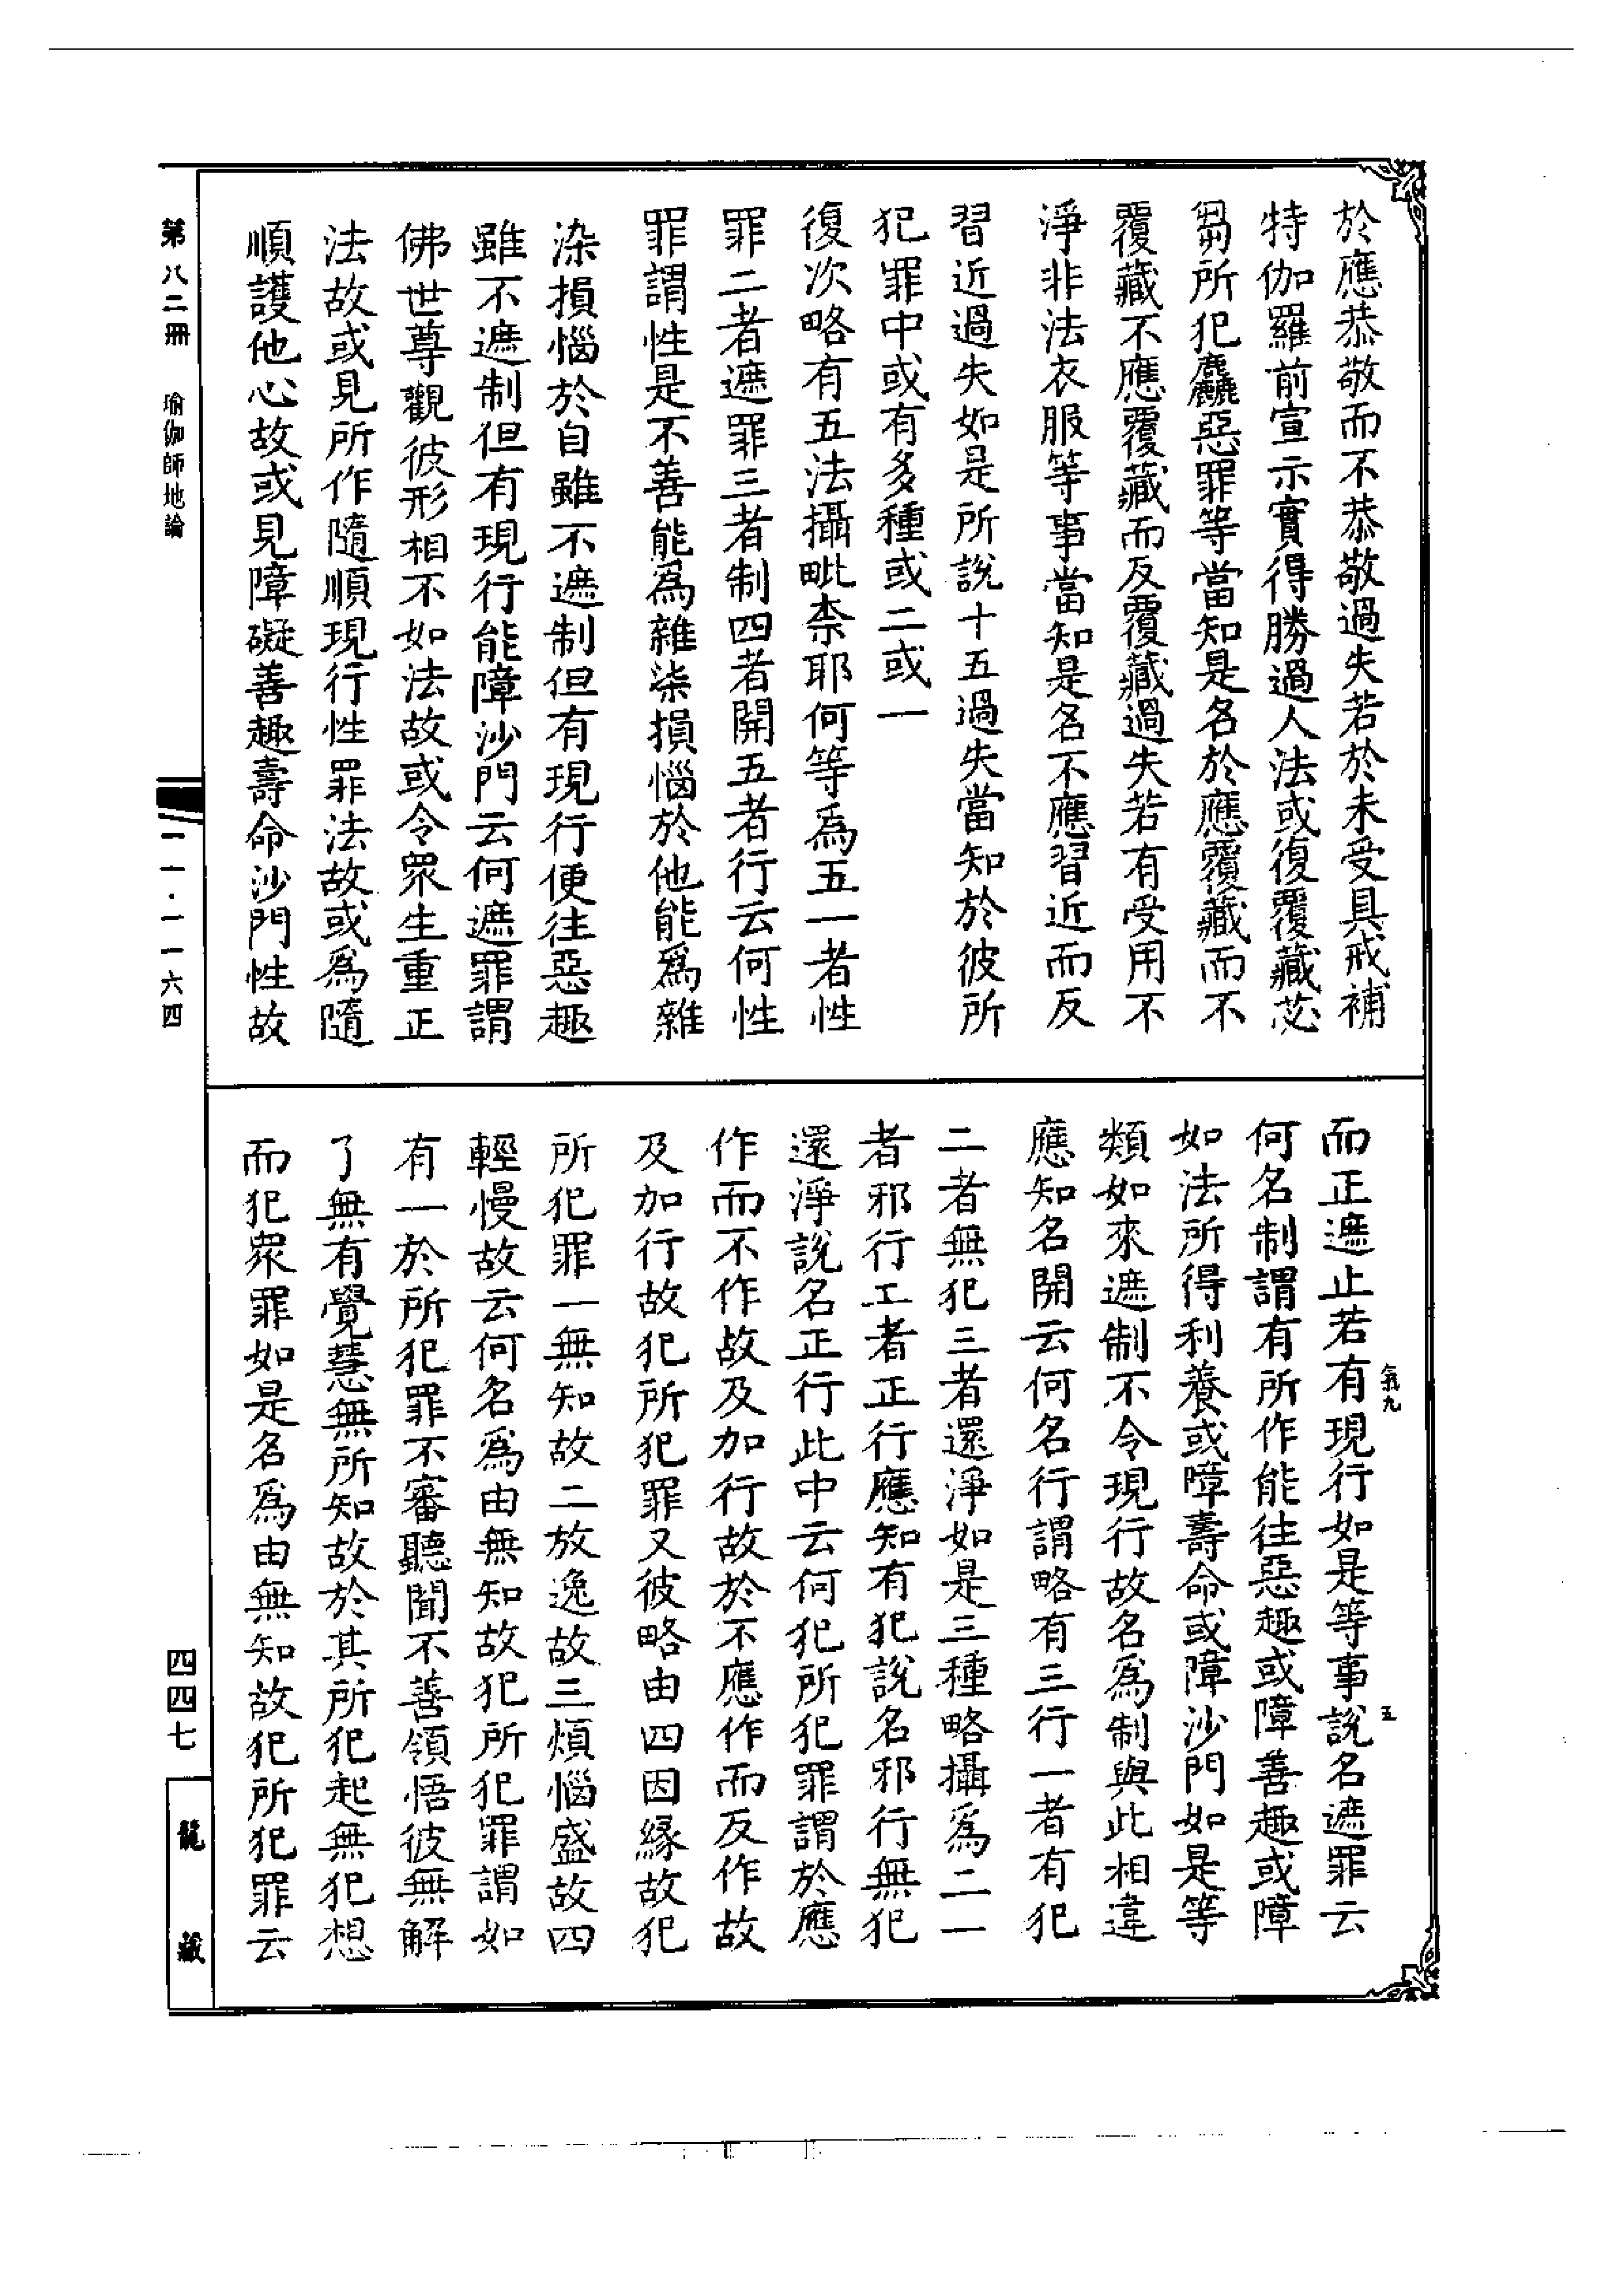 於應恭敬而不恭敬過失若於未受具戒補
特伽羅前宣示實得勝過人法或復覆藏苾
芻所犯麤惡罪等當知是名於應覆藏而不
覆藏不應覆藏而反覆藏過失若有受用不
淨非法衣服等事當知是名不應習近而反
習近過失如是所說十五過失當知於彼所
犯罪中或有多種或二或一
復次略有五法攝毗柰耶何等為五一者性
罪二者遮罪三者制四者開五者行云何性
罪謂性是不善能為雜染損惱於他能為雜
染損惱於自雖不遮制但有現行便往惡趣
雖不遮制但有現行能障沙門云何遮罪謂
佛世尊觀彼形相不如法故或令眾生重正
法故或見所作隨順現行性罪法故或為隨
順護他心故或見障礙善趣壽命沙門性故
而正遮止若有現行如是等事說名遮罪云
何名制謂有所作能往惡趣或障善趣或障
如法所得利養或障壽命或障沙門如是等
類如來遮制不令現行故名為制與此相違
應知名開云何名行謂略有三行一者有犯
二者無犯三者還淨如是三種略攝為二一
者邪行二者正行應知有犯說名邪行無犯
還淨說名正行此中云何犯所犯罪謂於應
作而不作故及加行故於不應作而反作故
及加行故犯所犯罪又彼略由四因緣故犯
所犯罪一無知故二放逸故三煩惱盛故四
輕慢故云何名為由無知故犯所犯罪謂如
有一於所犯罪不審聽聞不善領悟彼無解
了無有覺慧無所知故於其所犯起無犯想
而犯眾罪如是名為由無知故犯所犯罪云
九
五
第八二冊　瑜伽師地論
一一·一一六四
四四七
龍藏